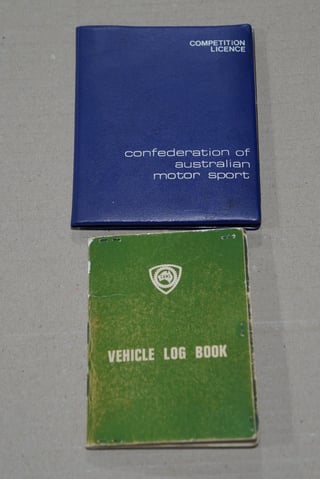 COMPETITION
LICENCE
confederation of
australian
motor sport
VEHICLE LOG BOOK